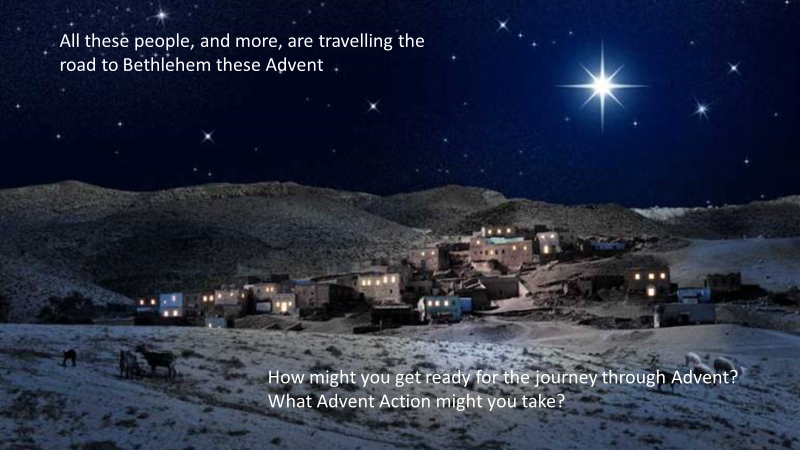 All these people, and more, are travelling the
road to Bethlehem these Advent
How might you get ready for the journey through Advent?
What Advent Action might you take?